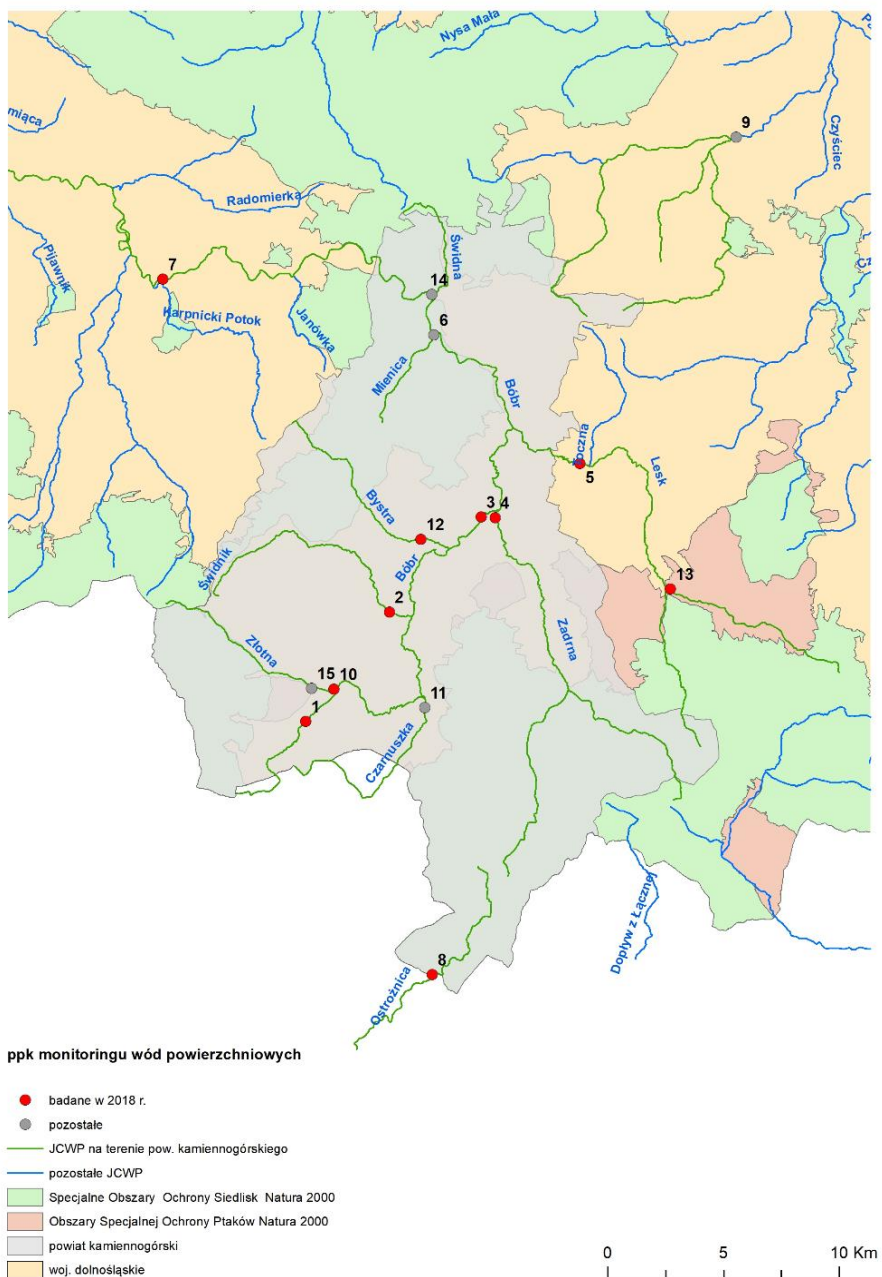 Nysa Mała
9
Czyściec
miąca
Radomierka
Świdna
Pijawnik
7
14
Karpnicki Potok
Janówka
6
Mienica
Bóbr
Lesk
5
3 4
Bystra
12
Bóbr
Świdnik
13
2
Zadrna
Złotna
15 10
11
1
Czarnuszka
Dopływ z Łącznej
8
Ostrożnica
ppk monitoringu wód powierzchniowych
badane w 2018 r.
pozostałe
JCWP na terenie pow. kamiennogórskiego
pozostałe JCWP
Specjalne Obszary Ochrony Siedlisk Natura 2000
Obszary Specjalnej Ochrony Ptaków Natura 2000
powiat kamiennogórski
woj. dolnośląskie
0 5 10 Km